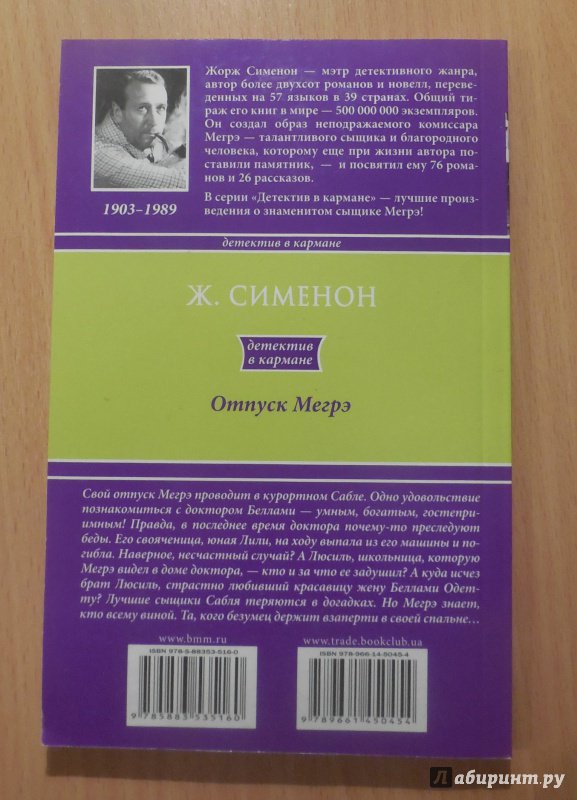 Жорж Сименон — мэтр детективного жанра,
автор более двухсот романов и новелл, переве-
денных на 57 языков в 39 странах. Общий ти-
раж его книг в мире — 500 000 000 экземпляров.
Он создал образ неподражаемого комиссара
Мегрэ — талантливого сыщика и благородного
человека, которому еще при жизни автора по-
ставили памятник, — и посвятил ему 76 рома-
нов и 26 рассказов.
В серии «Детектив в кармане» — лучшие произ-
ведения о знаменитом сыщике Мегрэ!
1903–1989
детектив в кармане
Ж. СИМЕНОН
детектив
в кармане
Отпуск Мегрэ
Свой отпуск Мегрэ проводит в курортном Сабле. Одно удовольствие
познакомиться с доктором Беллами — умным, богатым, гостепри-
имным! Правда, в последнее время доктора почему-то преследуют
беды. Его свояченица, юная Лили, на ходу выпала из его машины и по-
гибла. Наверное, несчастный случай? А Люсиль, школьница, которую
Мегрэ видел в доме доктора, — кто и за что ее задушил? А куда исчез
брат Люсиль, страстно любивший красавицу жену Беллами Одет-
ту? Лучшие сыщики Сабля теряются в догадках. Но Мегрэ знает,
кто всему виной. Та, кого безумец держит взаперти в своей спальне…
www.bmm.ru
www.trade.bookclub.ua
ISBN 978-5-88353-516-0
ISBN 978-966-14-5045-4
9 785883 535160
9 789661 450454
Лабиринт.ру